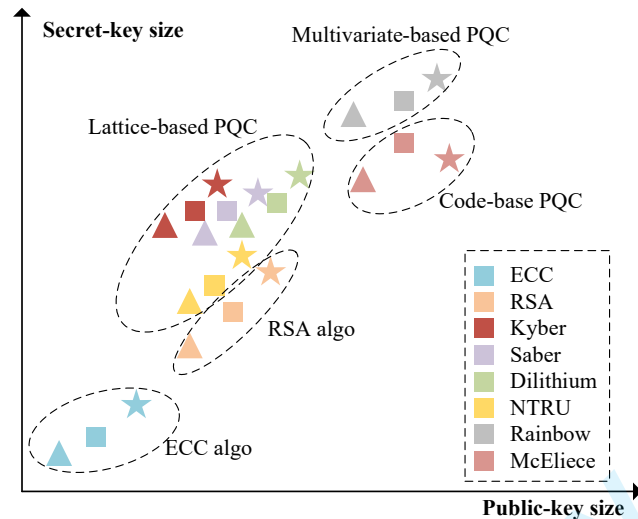 Secret-key size
Multivariate-based PQC
Lattice-based PQC
Code-base PQC
ECC
RSA
Kyber
Saber
Dilithium
NTRU
Rainbow
McEliece
RSA algo
ECC algo
Public-key size